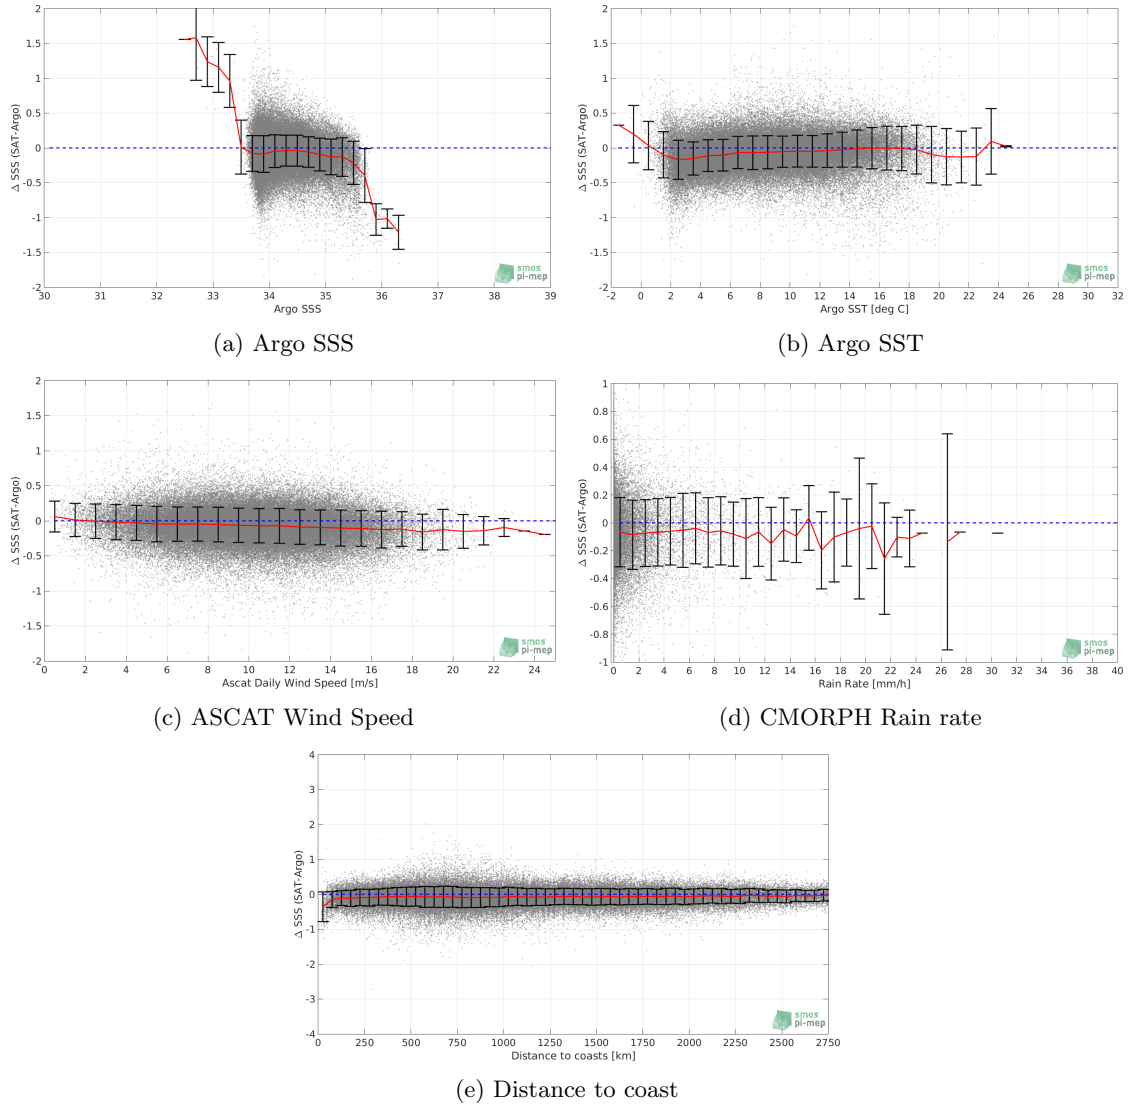 2
1.5
1
0.5
0
-0.5
-1
-1.5
-2
Δ SSS (SAT-Argo)
30 31 32 33 34 35 36 37 38 39
Argo SSS
smos
pi-mep
(a) Argo SSS
2
1.5
1
0.5
0
-0.5
-1
-1.5
-2
Δ SSS (SAT-Argo)
-2 0 2 4 6 8 10 12 14 16 18 20 22 24 26 28 30 32
Argo SST [deg C]
smos
pi-mep
(b) Argo SST
2
1.5
1
0.5
0
-0.5
-1
-1.5
-2
Δ SSS (SAT-Argo)
0 2 4 6 8 10 12 14 16 18 20 22 24
Ascat Daily Wind Speed [m/s]
smos
pi-mep
(c) ASCAT Wind Speed
1
0.8
0.6
0.4
0.2
0
-0.2
-0.4
-0.6
-0.8
-1
Δ SSS (SAT-Argo)
0 2 4 6 8 10 12 14 16 18 20 22 24 26 28 30 32 34 36 38 40
Rain Rate [mm/h]
smos
pi-mep
(d) CMORPH Rain rate
4
3
2
1
0
-1
-2
-3
-4
Δ SSS (SAT-Argo)
0 250 500 750 1000 1250 1500 1750 2000 2250 2500 2750
Distance to coasts [km]
smos
pi-mep
(e) Distance to coast